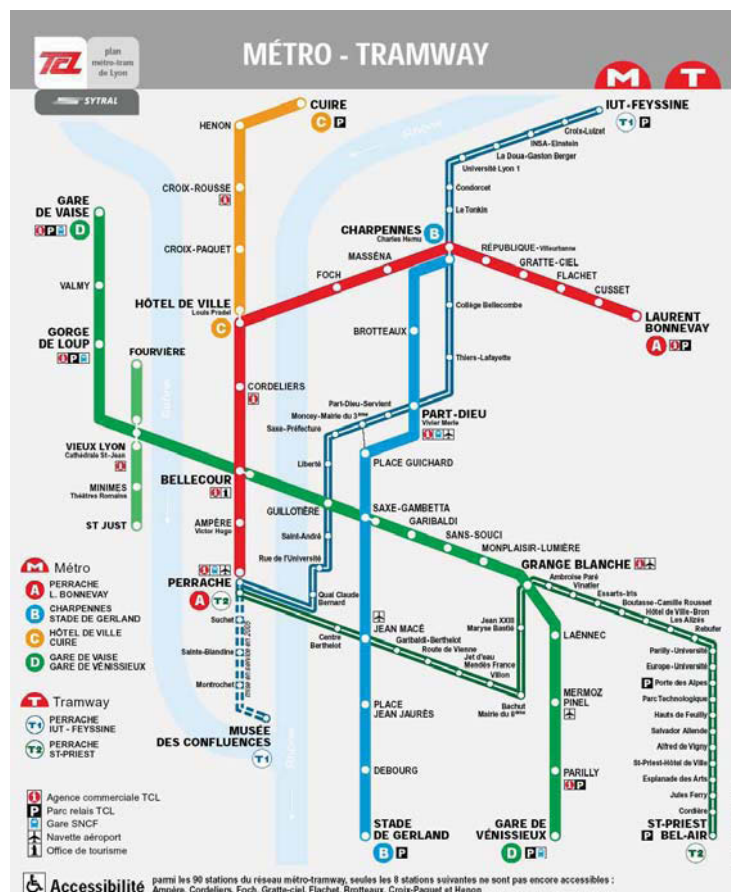 TCL
plan
métro-tram
de Lyon
SYTRAL
MÉTRO - TRAMWAY
M
T
CUIRE
C P
HENON
CROIX-ROUSSE
CROIX-PAQUET
HÔTEL DE VILLE
Louis Pradel
C
IUT-FEYSSINE
T1 P
Croix-Luizet
INSA-Einstein
La Doua-Gaston Berger
Université Lyon 1
Condorcet
Le Tonkin
Rhône
GARE
DE VAISE
P D
VALMY
GORGE
DE LOUP
P
FOURVIÈRE
Saône
VIEUX LYON
Cathédrale St-Jean
MINIMES
Théâtres Romains
ST JUST
CHARPENNES B
Charles Hernu
MASSÉNA
FOCH
RÉPUBLIQUE-Villeurbanne
GRATTE-CIEL
FLACHET
CUSSET
LAURENT
BONNEVAY
A P
Collège Bellecombe
BROTTEAUX
Thiers-Lafayette
CORDELIERS
Part-Dieu-Servient
Moncey-Mairie du 3ème
Saxe-Préfecture
PART-DIEU
Vivier Merle
Liberté
PLACE GUICHARD
BELLECOUR
GUILLOTIÈRE
SAXE-GAMBETTA
GARIBALDI
SANS-SOUCI
MONPLAISIR-LUMIÈRE
GRANGE BLANCHE
AMPÈRE
Victor Hugo
Saint-André
Rue de l'Université
PERRACHE
A T2
Quai Claude
Bernard
Suchet
Sainte-Blandine
Montrochet
mise en service en 2005
MUSÉE
DES CONFLUENCES
T1
Rhône
Centre
Berthelot
JEAN MACÉ
Garibaldi-Berthelot
Route de Vienne
Jet d'eau
Mendès France
Villon
Bachut
Mairie du 8ème
Jean XXIII
Maryse Bastié
Ambroise Paré
Vinatier
Essarts-Iris
Boutasse-Camille Rousset
Hôtel de Ville-Bron
Les Alizés
Rebufer
Parilly-Université
Europe-Université
P Porte des Alpes
Parc Technologique
Hauts de Feuilly
Salvador Allende
Alfred de Vigny
St-Priest-Hôtel de Ville
Esplanade des Arts
Jules Ferry
Cordière
ST-PRIEST
P BEL-AIR
T2
LAËNNEC
MERMOZ
PINEL
PARILLY
P
GARE DE
VÉNISSIEUX
D P
PLACE
JEAN JAURÈS
DEBOURG
STADE
DE GERLAND
B P
M Métro
A PERRACHE
L. BONNEVAY
B CHARPENNES
STADE DE GERLAND
C HÔTEL DE VILLE
CUIRE
D GARE DE VAISE
GARE DE VÉNISSIEUX
T Tramway
T1 PERRACHE
IUT - FEYSSINE
T2 PERRACHE
ST-PRIEST
Agence commerciale TCL
P Parc relais TCL
Gare SNCF
Navette aéroport
i Office de tourisme
Accessibilité parmi les 90 stations du réseau métro-tramway, seules les 8 stations suivantes ne sont pas encore accessibles :
Ampère, Cordeliers, Foch, Gratte-ciel, Flachet, Brotteaux, Croix-Paquet et Henon